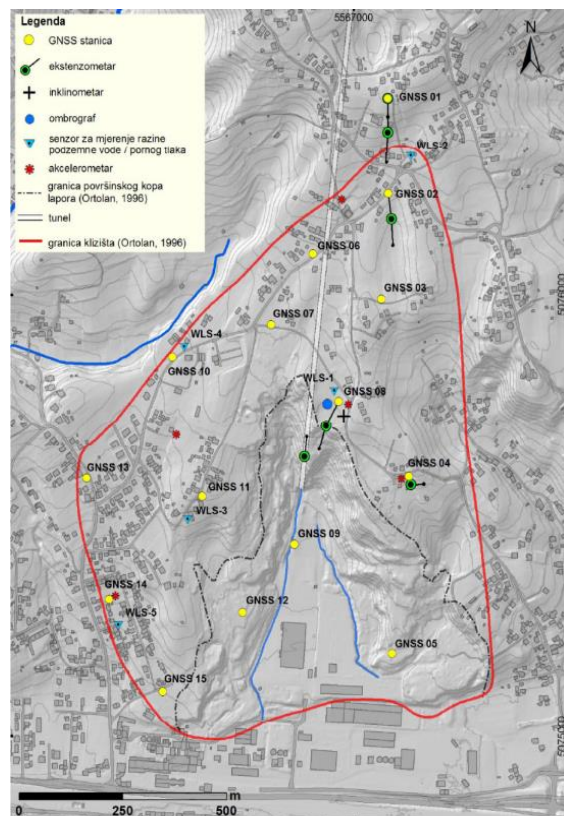 Legenda
GNSS stanica
ekstenzometar
inklinometar
ombrograf
senzor za mjerenje razine
podzemne vode / pornog tlaka
akcelerometar
granica površinskog kopa
lapora (Ortolan, 1996)
tunel
granica klizišta (Ortolan, 1996)
5567000
N
GNSS 01
WLS-2
GNSS 02
GNSS 06
5076000
GNSS 03
GNSS 07
WLS-4
GNSS 10
WLS-1
GNSS 08
GNSS 13
GNSS 04
GNSS 11
WLS-3
GNSS 09
GNSS 14
GNSS 12
WLS-5
GNSS 05
GNSS 15
5075000
0 250 500 m